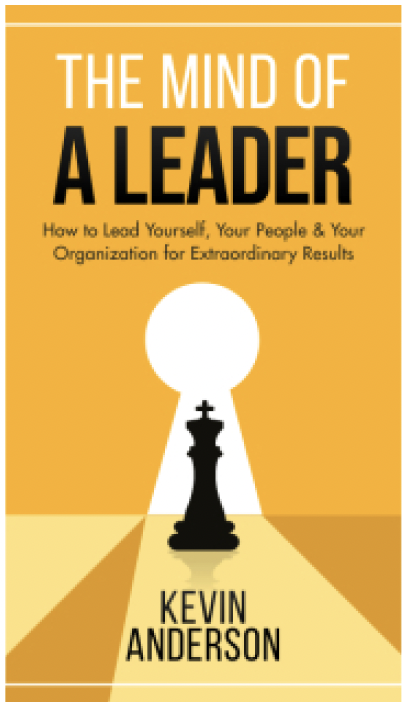 THE MIND OF
A LEADER
How to Lead Yourself, Your People & Your
Organization for Extraordinary Results
KEVIN
ANDERSON